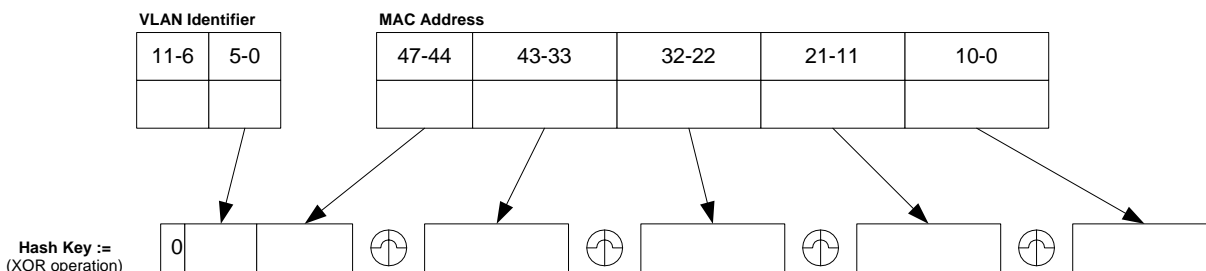 VLAN Identifier MAC Address
11-6 5-0 47-44 43-33 32-22 21-11 10-0
Hash Key := 0
(XOR operation)